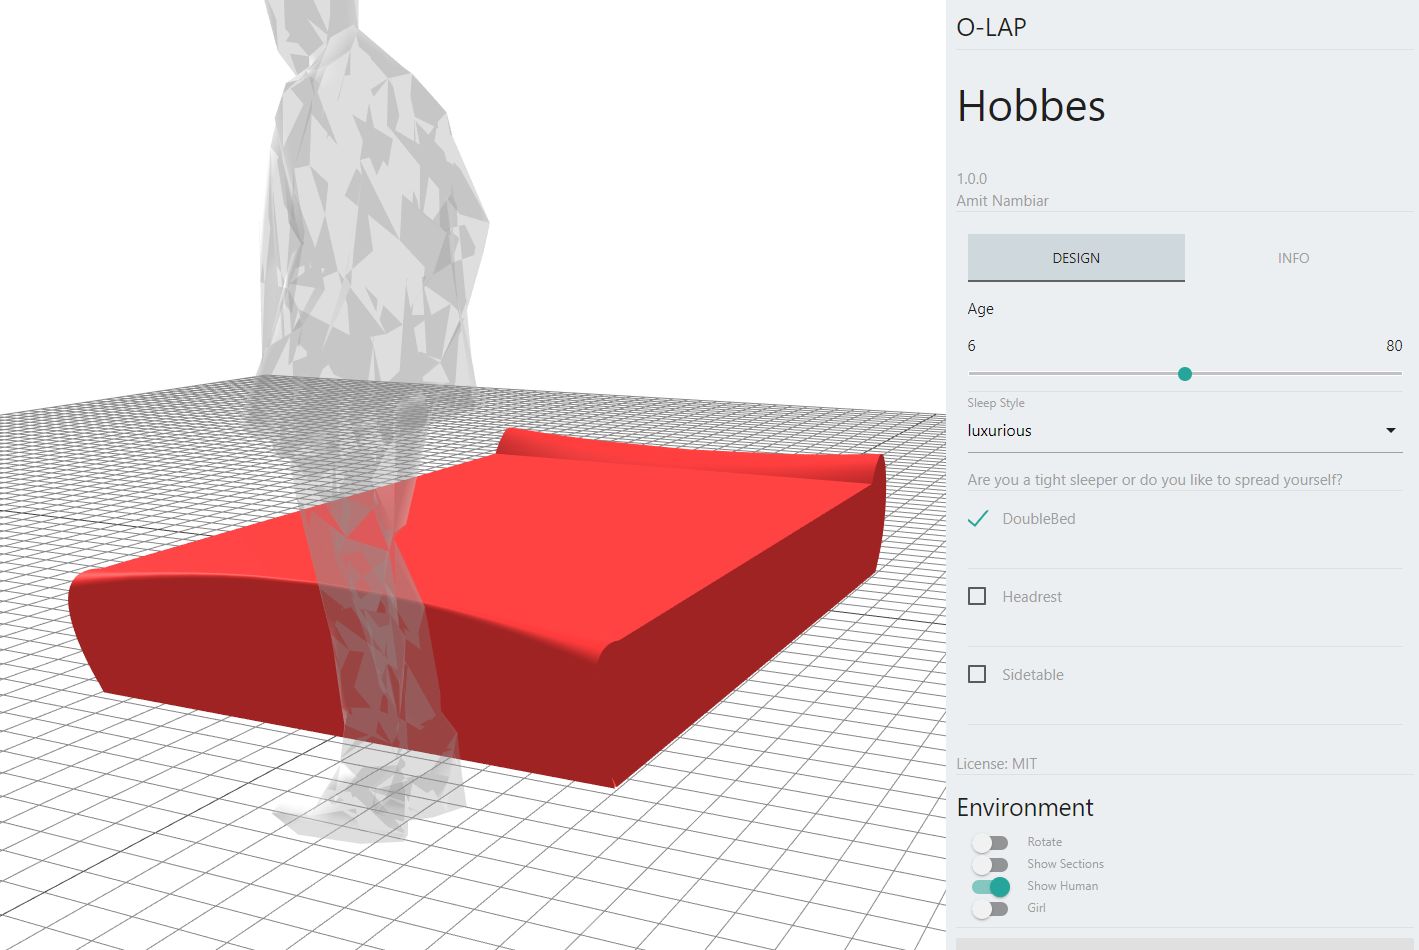 O-LAP
Hobbes
1.0.0
Amit Nambiar
DESIGN INFO
Age
6 80
Sleep Style
luxurious
Are you a tight sleeper or do you like to spread yourself?
DoubleBed
Headrest
Sidetable
License: MIT
Environment
Rotate
Show Sections
Show Human
Girl